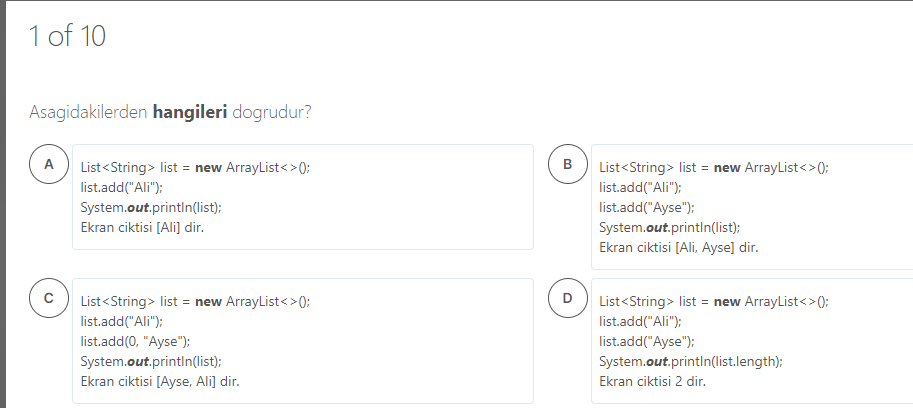 1 of 10
Asagidakilerden hangileri dogrudur?
A
List<String> list = new ArrayList<>();
list.add("Ali");
System.out.println(list);
Ekran ciktisi [Ali] dir.
B
List<String> list = new ArrayList<>();
list.add("Ali");
list.add("Ayse");
System.out.println(list);
Ekran ciktisi [Ali, Ayse] dir.
C
List<String> list = new ArrayList<>();
list.add("Ali");
list.add(0, "Ayse");
System.out.println(list);
Ekran ciktisi [Ayse, Ali] dir.
D
List<String> list = new ArrayList<>();
list.add("Ali");
list.add("Ayse");
System.out.println(list.length);
Ekran ciktisi 2 dir.